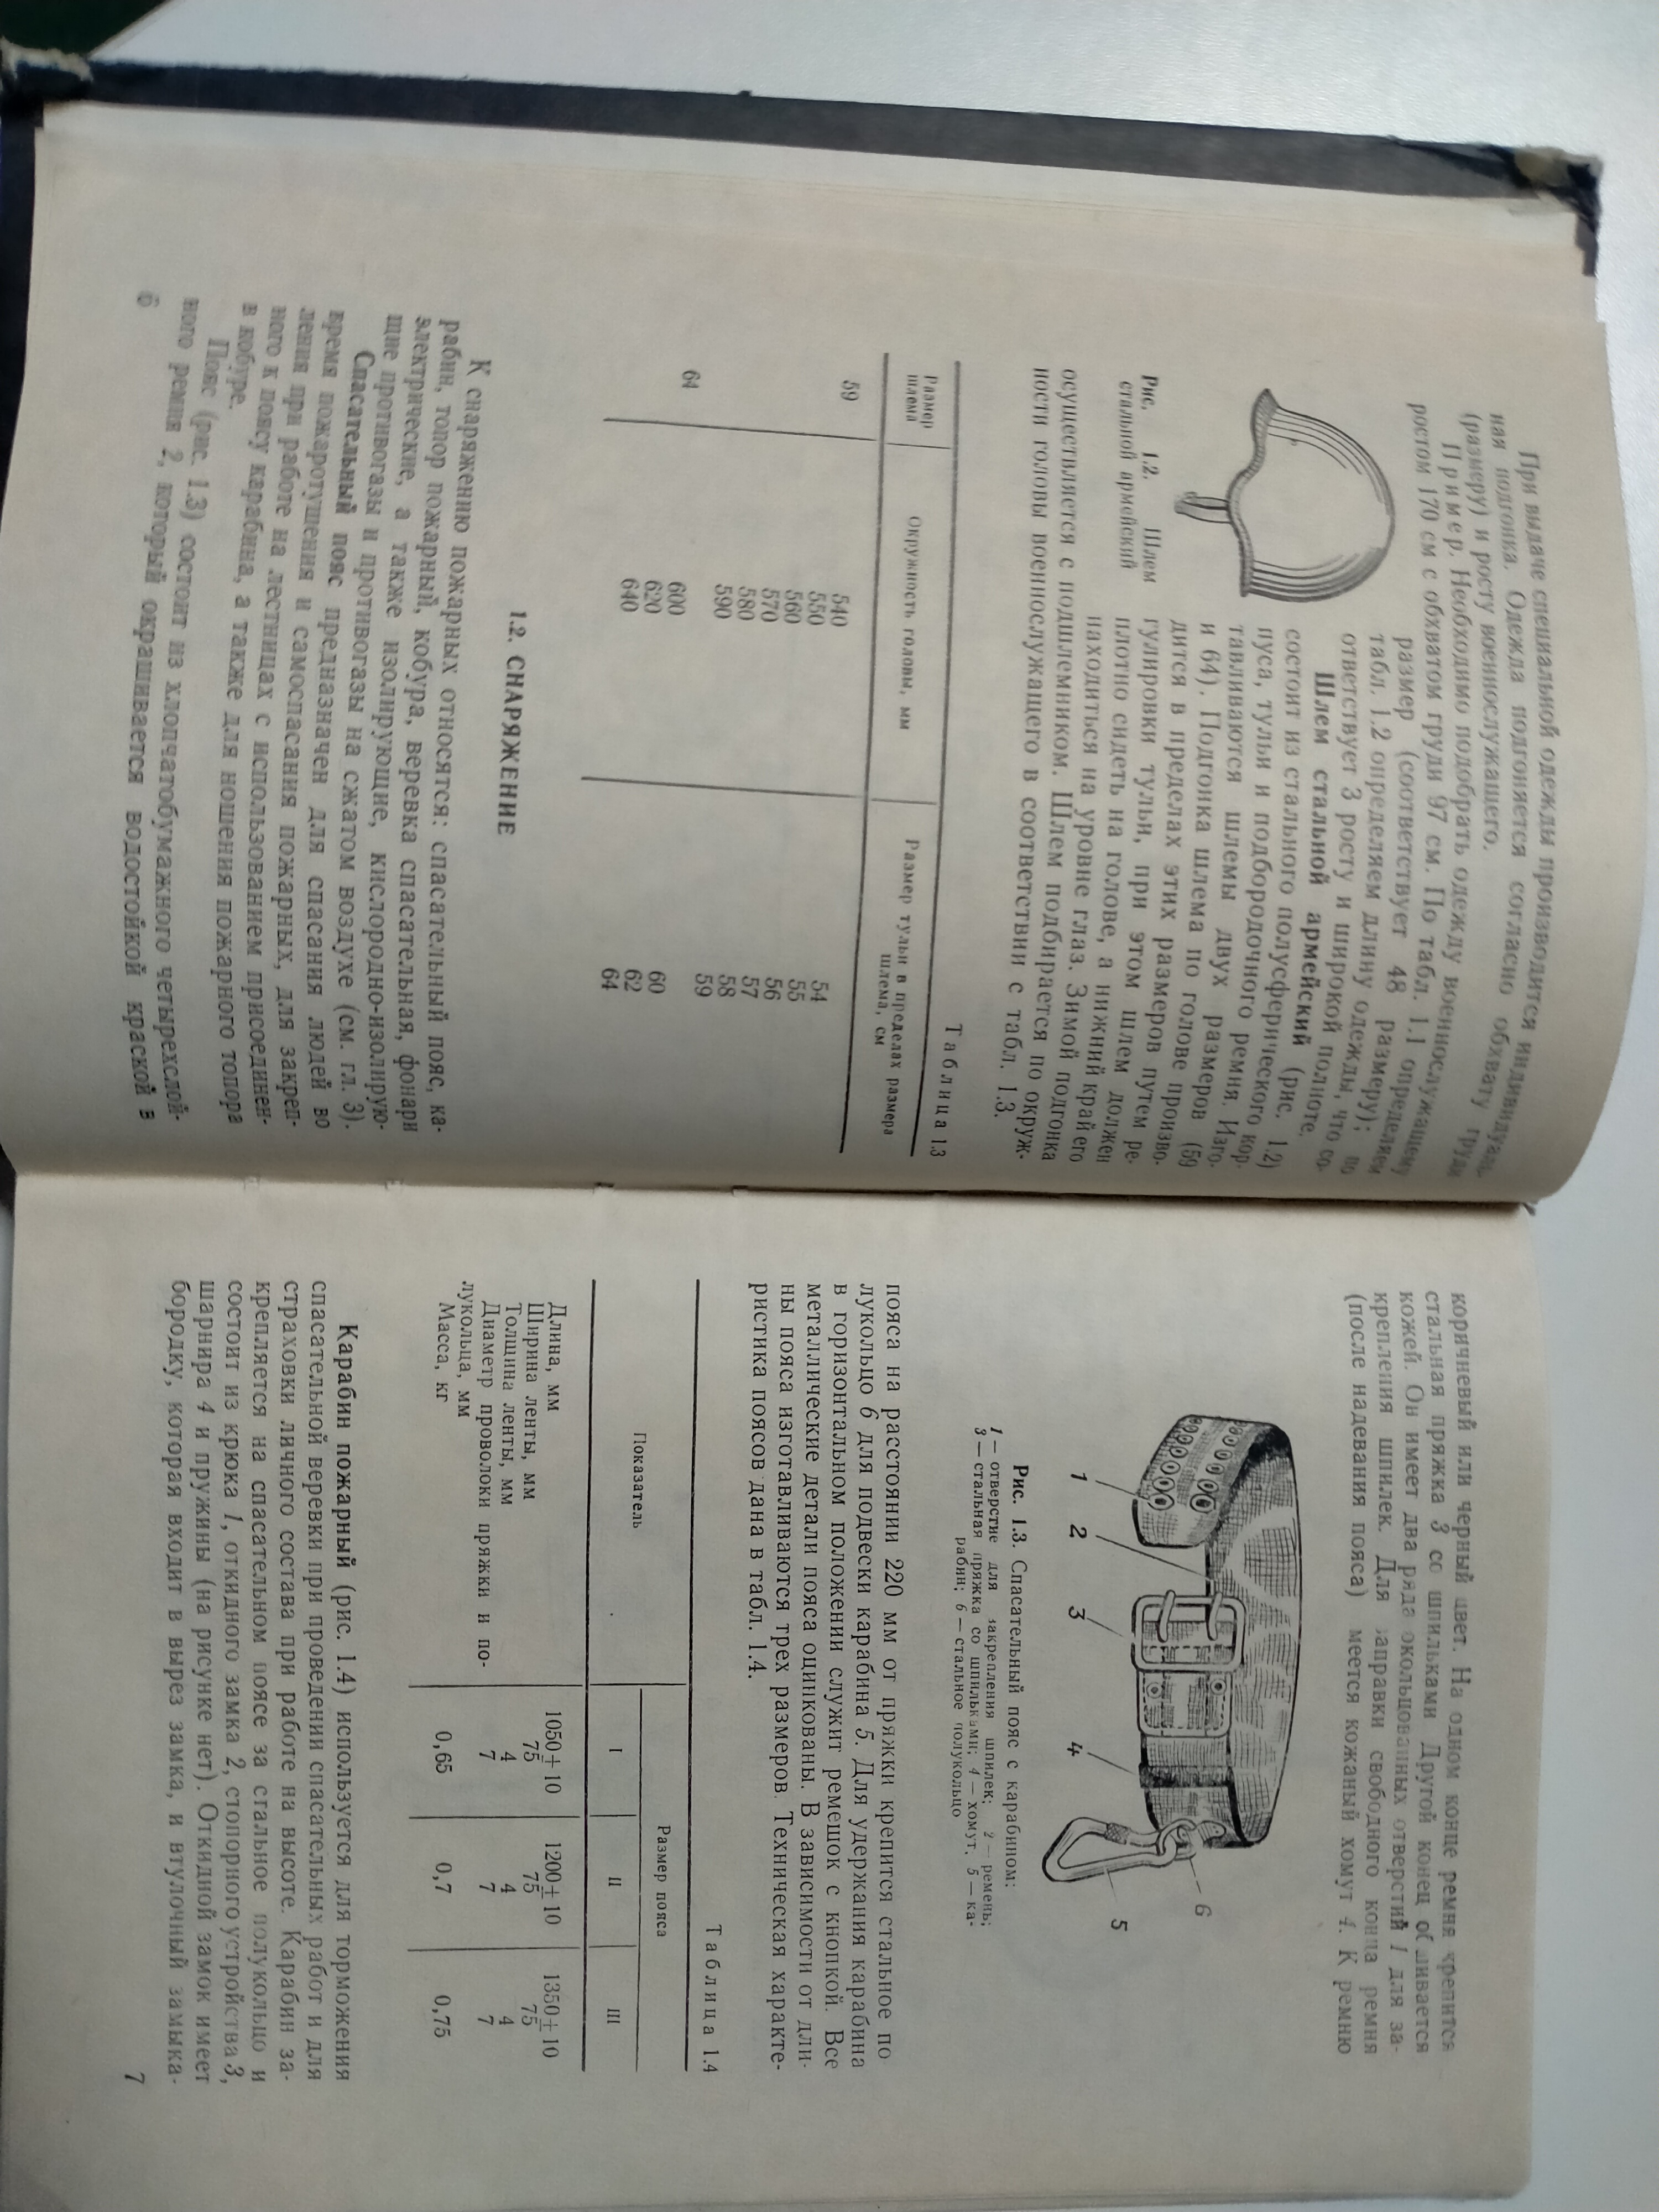 При выдаче специальной одежды производится индивидуаль-
ная подгонка. Одежда подгоняется согласно обхвату груди
(размеру) и росту военнослужащего.
Пример. Необходимо подобрать одежду военнослужащему
ростом 170 см с обхватом груди 97 см. По табл. 1.1 определяем
размер (соответствует 48 размеру); по
табл. 1.2 определяем длину одежды, что со-
ответствует 3 росту и широкой полноте.
Шлем стальной армейский (рис. 1.2)
состоит из стального полусферического кор-
пуса, тульи и подбородочного ремня. Изго-
тавливаются шлемы двух размеров (59
и 64). Подгонка шлема по голове произво-
дится в пределах этих размеров путем ре-
гулировки тульи, при этом шлем должен
плотно сидеть на голове, а нижний край его
находиться на уровне глаз. Зимой подгонка
осуществляется с подшлемником. Шлем подбирается по окруж-
ности головы военнослужащего в соответствии с табл. 1.3.
Рис. 1.2. Шлем
стальной армейский
Таблица 1.3
Размер шлема | Окружность головы, мм | Размер тульи в пределах размера шлема, см
59 | 540 | 54
550 | 55
560 | 56
570 | 57
580 | 58
590 | 59
64 | 600 | 60
620 | 62
640 | 64
1.2. СНАРЯЖЕНИЕ
К снаряжению пожарных относятся: спасательный пояс, ка-
рабин, топор пожарный, кобура, веревка спасательная, фонари
электрические, а также изолирующие, кислородно-изолирую-
щие противогазы и противогазы на сжатом воздухе (см. гл. 3).
Спасательный пояс предназначен для спасания людей во
время пожаротушения и самоспасания пожарных, для закреп-
ления при работе на лестницах с использованием присоединен-
ного к поясу карабина, а также для ношения пожарного топора
в кобуре.
Пояс (рис. 1.3) состоит из хлопчатобумажного четырехслой-
ного ремня 2, который окрашивается водостойкой краской в
6
коричневый или черный цвет. На одном конце ремня крепится
стальная пряжка 3 со шпильками. Другой конец обшивается
кожей. Он имеет два ряда окольцованных отверстий 1 для за-
крепления шпилек. Для заправки свободного конца ремня
(после надевания пояса) меется кожаный хомут 4. К ремню
1
2
3
4
5
6
Рис. 1.3. Спасательный пояс с карабином:
1 — отверстие для закрепления шпилек; 2 — ремень;
3 — стальная пряжка со шпильками; 4 — хомут; 5 — ка-
рабин; 6 — стальное полукольцо
пояса на расстоянии 220 мм от пряжки крепится стальное по
лукольцо 6 для подвески карабина 5. Для удержания карабина
в горизонтальном положении служит ремешок с кнопкой. Все
металлические детали пояса оцинкованы. В зависимости от дли-
ны пояса изготавливаются трех размеров. Техническая характе-
ристика поясов дана в табл. 1.4.
Таблица 1.4
Показатель | Размер пояса
I | II | III
Длина, мм | 1050±10 | 1200±10 | 1350±10
Ширина ленты, мм | 75 | 75 | 75
Толщина ленты, мм | 4 | 4 | 4
Диаметр проволоки пряжки и по-
лукольца, мм | 7 | 7 | 7
Масса, кг | 0,65 | 0,7 | 0,75
Карабин пожарный (рис. 1.4) используется для торможения
спасательной веревки при проведении спасательных работ и для
страховки личного состава при работе на высоте. Карабин за-
крепляется на спасательном поясе за стальное полукольцо и
состоит из крюка 1, откидного замка 2, стопорного устройства 3,
шарнира 4 и пружины (на рисунке нет). Откидной замок имеет
бородку, которая входит в вырез замка, и втулочный замыка-
7